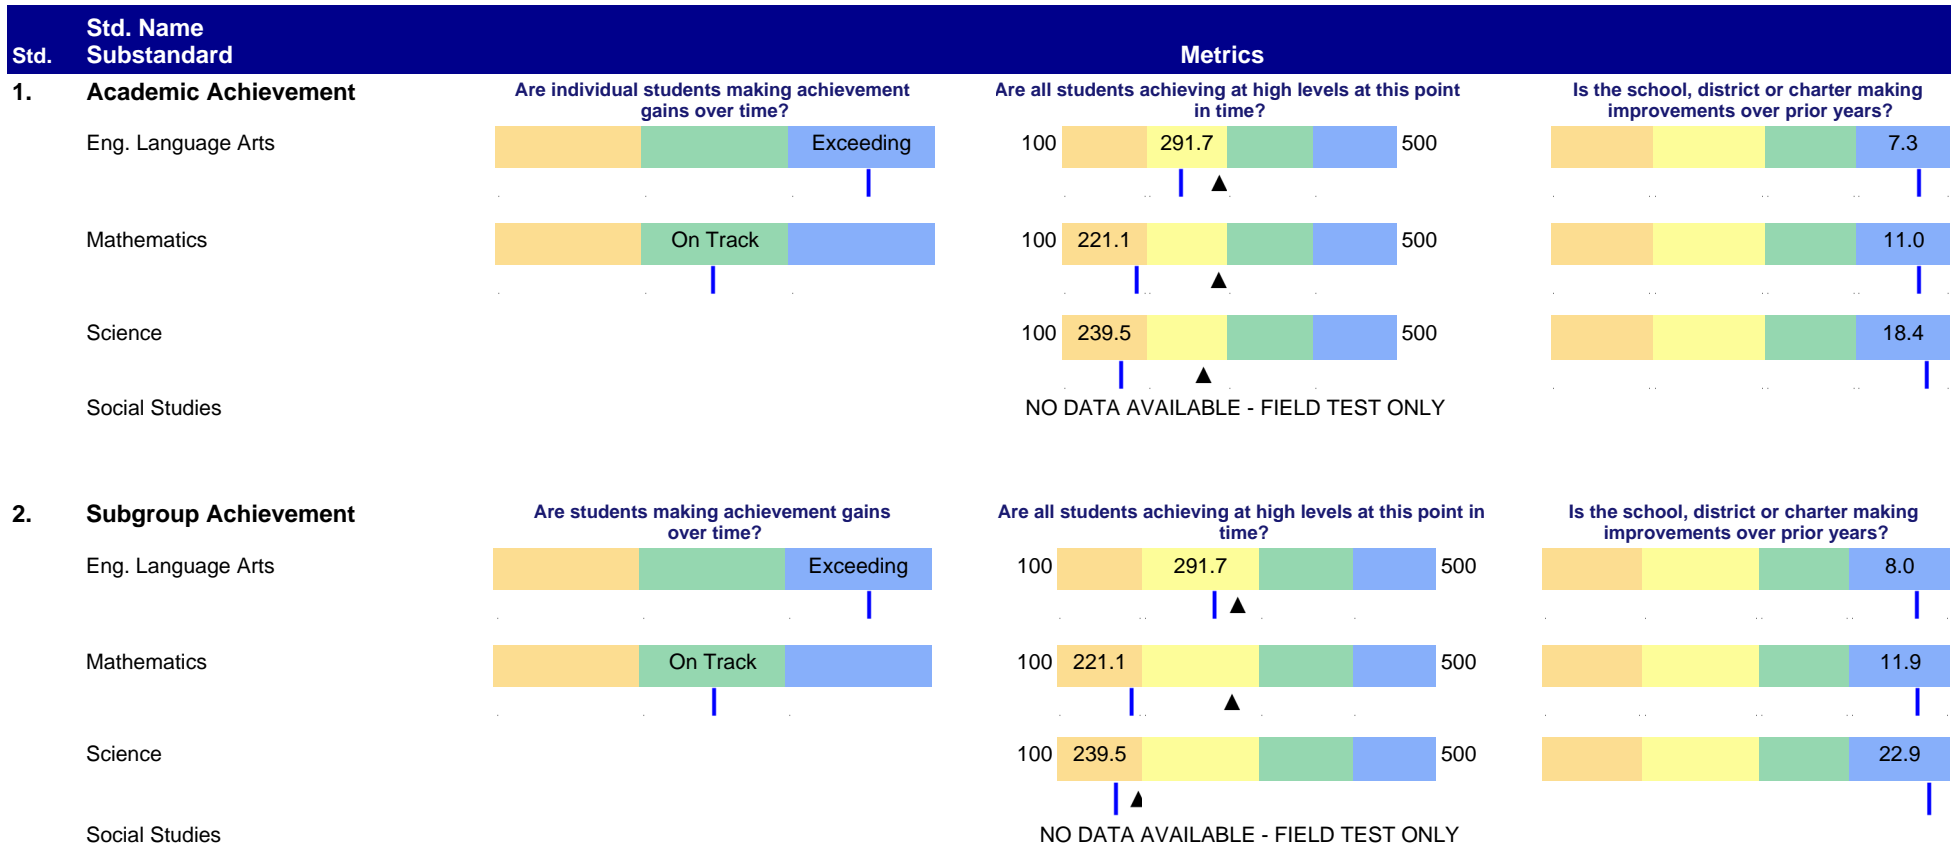 Std. Name
Std. Substandard Metrics
1. Academic Achievement Are individual students making achievement gains over time? Are all students achieving at high levels at this point in time? Is the school, district or charter making improvements over prior years?
Eng. Language Arts Exceeding 100 291.7 500 7.3
Mathematics On Track 100 221.1 500 11.0
Science 100 239.5 500 18.4
Social Studies NO DATA AVAILABLE - FIELD TEST ONLY
2. Subgroup Achievement Are students making achievement gains over time? Are all students achieving at high levels at this point in time? Is the school, district or charter making improvements over prior years?
Eng. Language Arts Exceeding 100 291.7 500 8.0
Mathematics On Track 100 221.1 500 11.9
Science 100 239.5 500 22.9
Social Studies NO DATA AVAILABLE - FIELD TEST ONLY